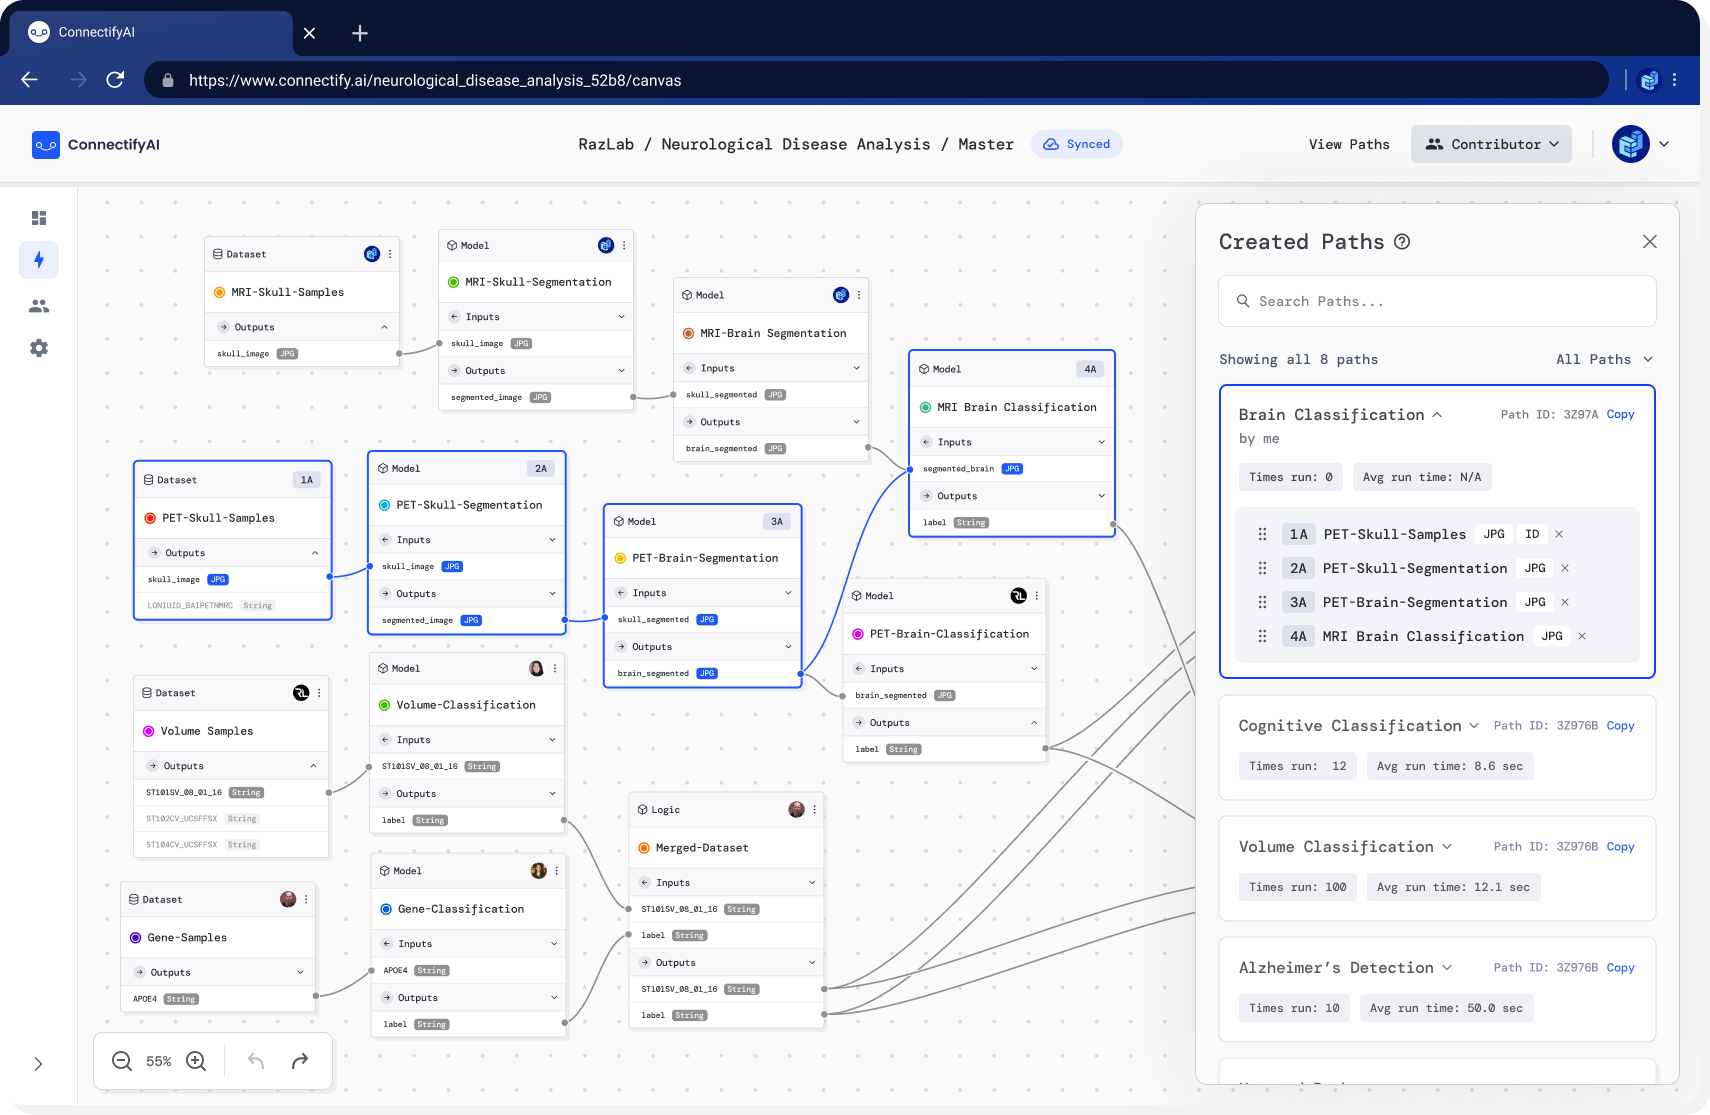 ConnectifyAI
https://www.connectify.ai/neurological_disease_analysis_52b8/canvas
ConnectifyAI
RazLab / Neurological Disease Analysis / Master
Synced
View Paths
Contributor
Dataset
MRI-Skull-Samples
Outputs
skull_image JPG
Model
MRI-Skull-Segmentation
Inputs
skull_image JPG
Outputs
segmented_image JPG
Model
MRI-Brain Segmentation
Inputs
skull_segmented JPG
Outputs
brain_segmented JPG
Model 4A
MRI Brain Classification
Inputs
segmented_brain JPG
Outputs
label String
Dataset 1A
PET-Skull-Samples
Outputs
skull_image JPG
LONIUID_BAIPETNMRC String
Model 2A
PET-Skull-Segmentation
Inputs
skull_image JPG
Outputs
segmented_image JPG
Model 3A
PET-Brain-Segmentation
Inputs
skull_segmented JPG
Outputs
brain_segmented JPG
Model RL
PET-Brain-Classification
Inputs
brain_segmented JPG
Outputs
label String
Dataset RL
Volume Samples
Outputs
ST101SV_08_01_16 String
ST102CV_UCSFFSX String
ST104CV_UCSFFSX String
Model
Volume-Classification
Inputs
ST101SV_08_01_16 String
Outputs
label String
Logic
Merged-Dataset
Inputs
ST101SV_08_01_16 String
label String
Outputs
ST101SV_08_01_16 String
label String
Dataset
Gene-Samples
Outputs
APOE4 String
Model
Gene-Classification
Inputs
APOE4 String
Outputs
label String
55%
Created Paths
Search Paths...
Showing all 8 paths
All Paths
Brain Classification Path ID: 3Z97A Copy
by me
Times run: 0 Avg run time: N/A
1A PET-Skull-Samples JPG ID
2A PET-Skull-Segmentation JPG
3A PET-Brain-Segmentation JPG
4A MRI Brain Classification JPG
Cognitive Classification Path ID: 3Z976B Copy
Times run: 12 Avg run time: 8.6 sec
Volume Classification Path ID: 3Z976B Copy
Times run: 100 Avg run time: 12.1 sec
Alzheimer’s Detection Path ID: 3Z976B Copy
Times run: 10 Avg run time: 50.0 sec